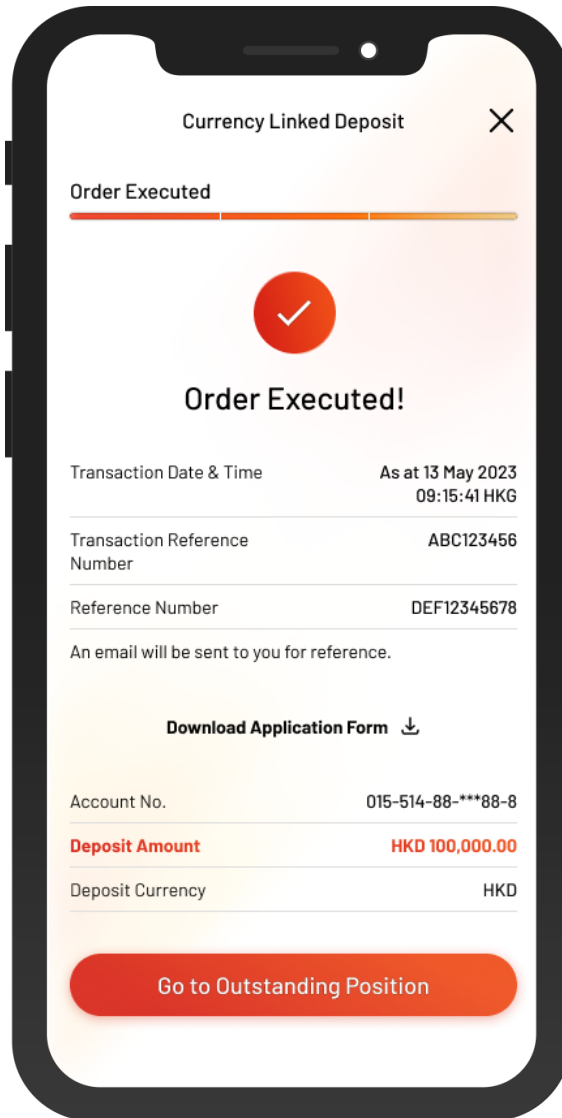 Currency Linked Deposit
Order Executed
Order Executed!
Transaction Date & Time As at 13 May 2023
09:15:41 HKG
Transaction Reference ABC123456
Number
Reference Number DEF12345678
An email will be sent to you for reference.
Download Application Form
Account No. 015-514-88-***88-8
Deposit Amount HKD 100,000.00
Deposit Currency HKD
Go to Outstanding Position